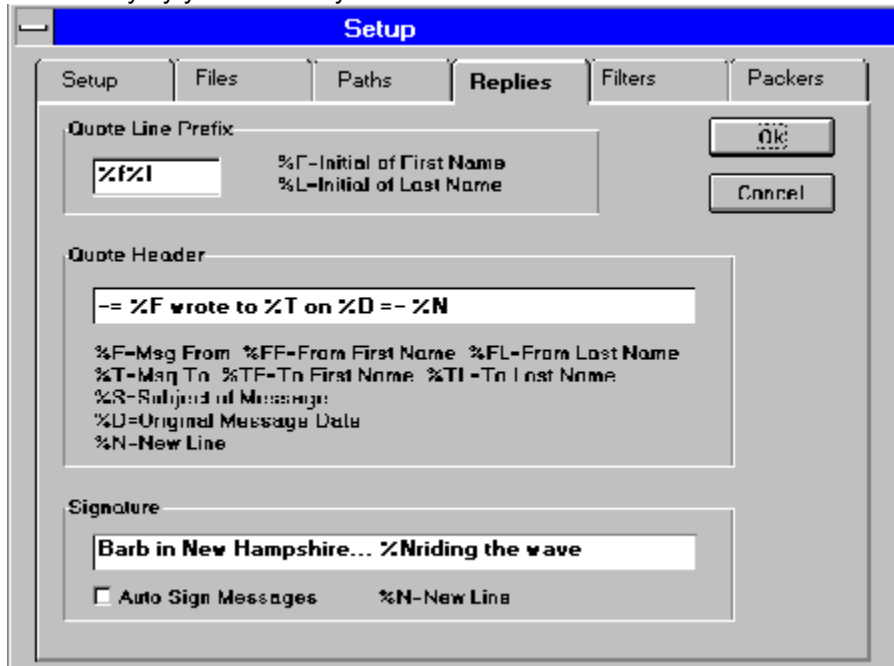 Setup
Setup Files Paths Replies Filters Packers
Quote Line Prefix
%f%l
%F=Initial of First Name
%L=Initial of Last Name
Ok
Cancel
Quote Header
-= %F wrote to %T on %D =- %N
%F=Msg From %FF=From First Name %FL=From Last Name
%T=Msg To %TF=To First Name %TL=To Last Name
%S=Subject of Message
%D=Original Message Date
%N=New Line
Signature
Barb in New Hampshire... %Nriding the wave
Auto Sign Messages %N=New Line